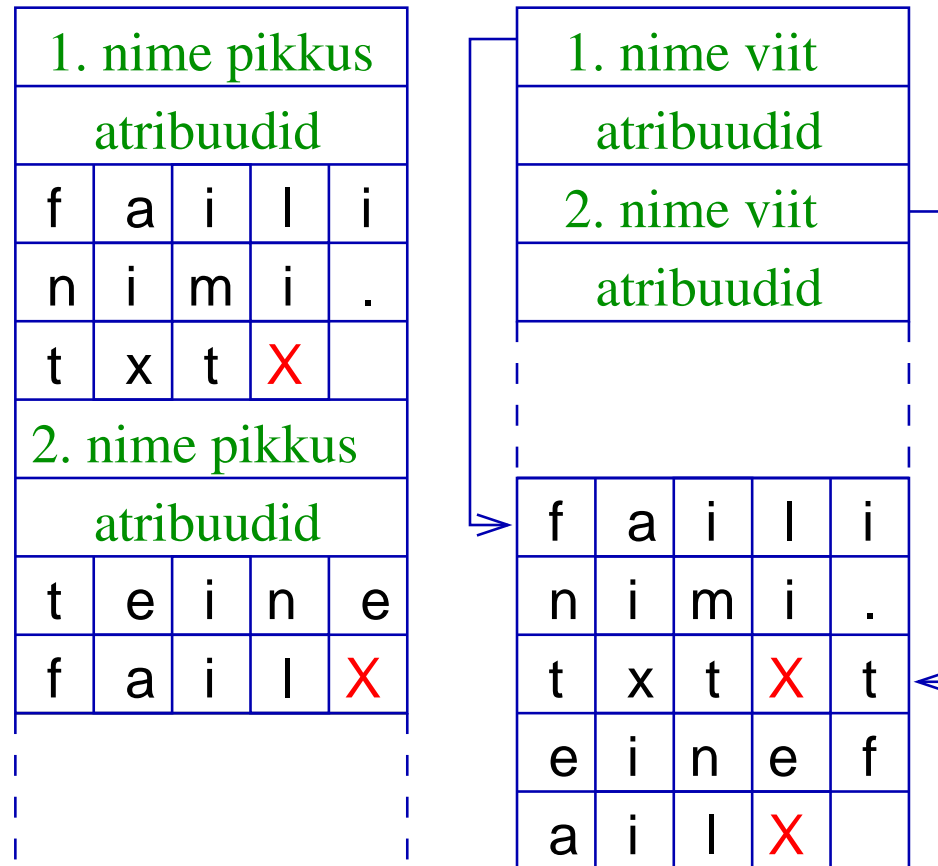 1. nime pikkus
atribuudid
f a i l i
n i m i .
t x t X
2. nime pikkus
atribuudid
t e i n e
f a i l X
1. nime viit
atribuudid
2. nime viit
atribuudid
f a i l i
n i m i .
t x t X t
e i n e f
a i l X